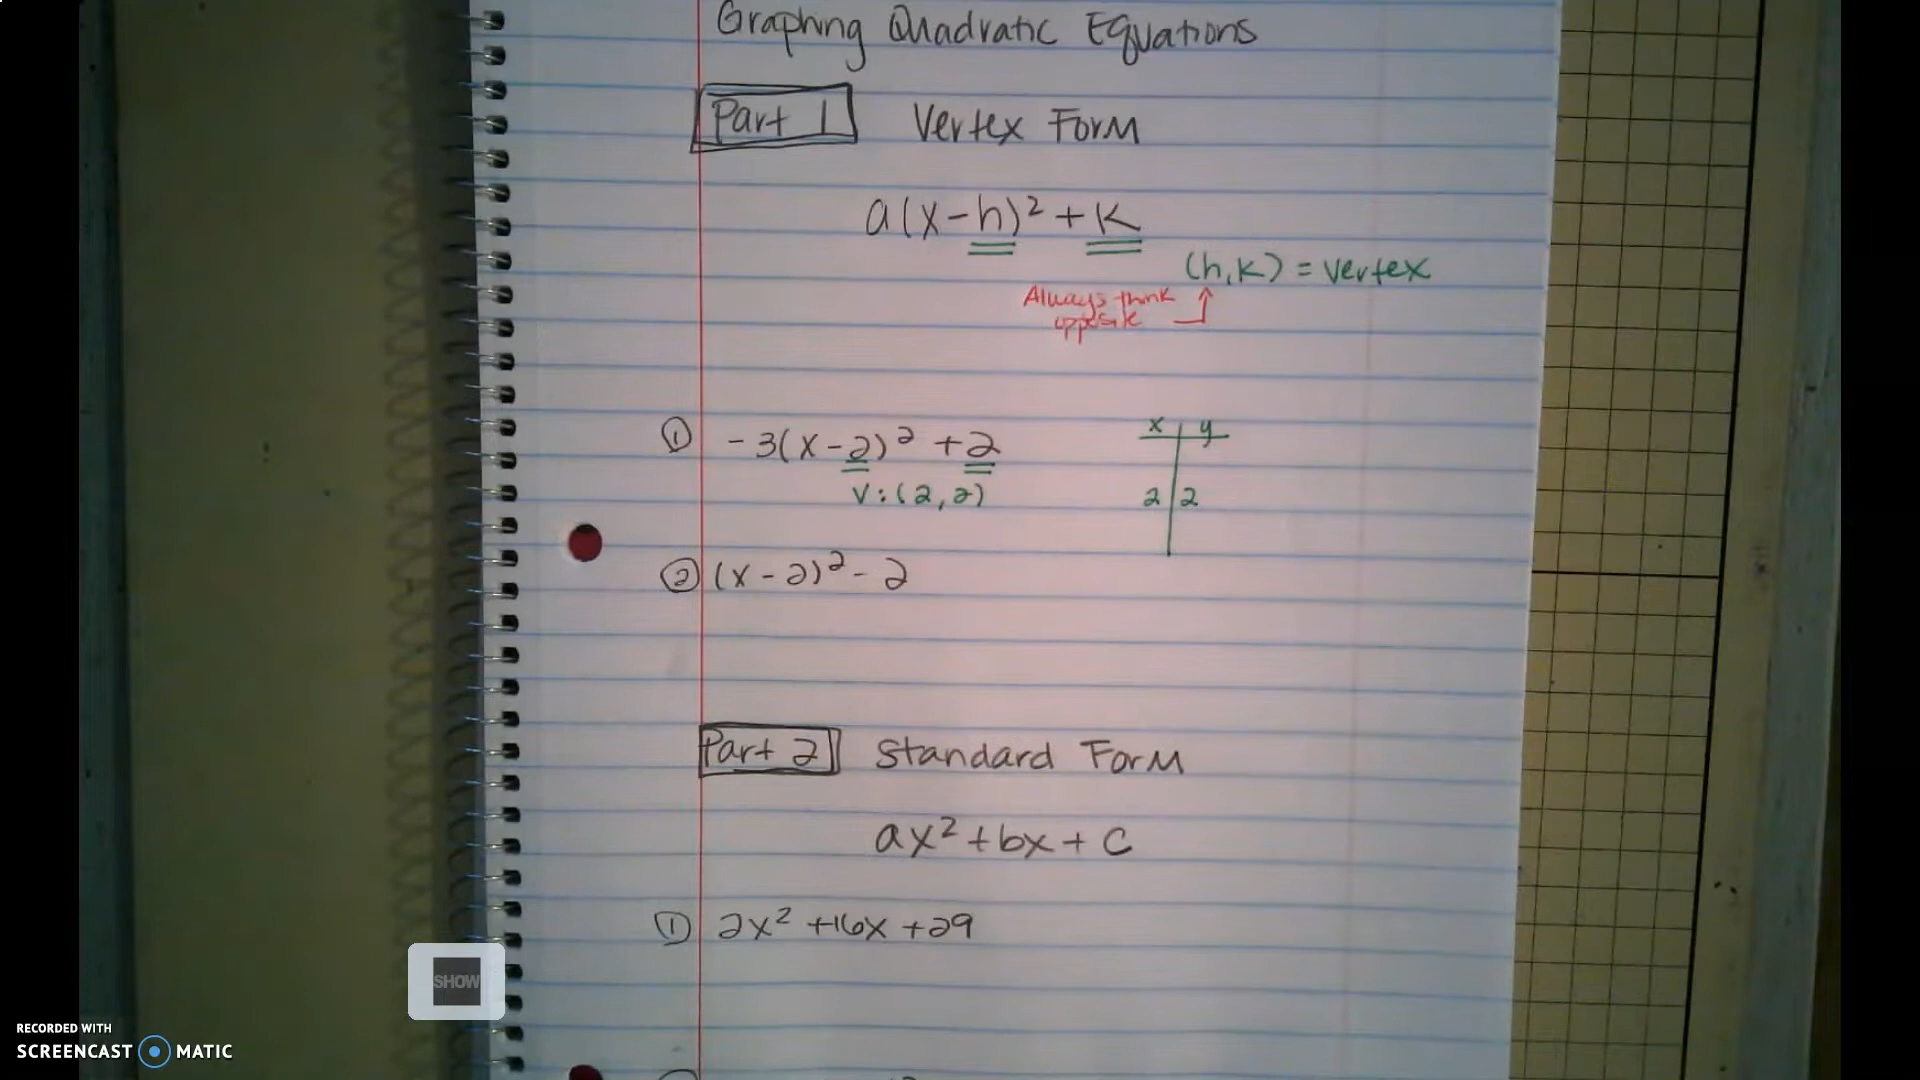 Graphing Quadratic Equations
Part 1 Vertex Form
a(x-h)² + k
(h,k) = vertex
Always think
opposite
① -3(x-2)² +2
x y
V:(2,2)
2 2
② (x-2)² - 2
Part 2 Standard Form
ax² + bx + c
① 2x² +16x +29
SHOW
RECORDED WITH
SCREENCAST MATIC